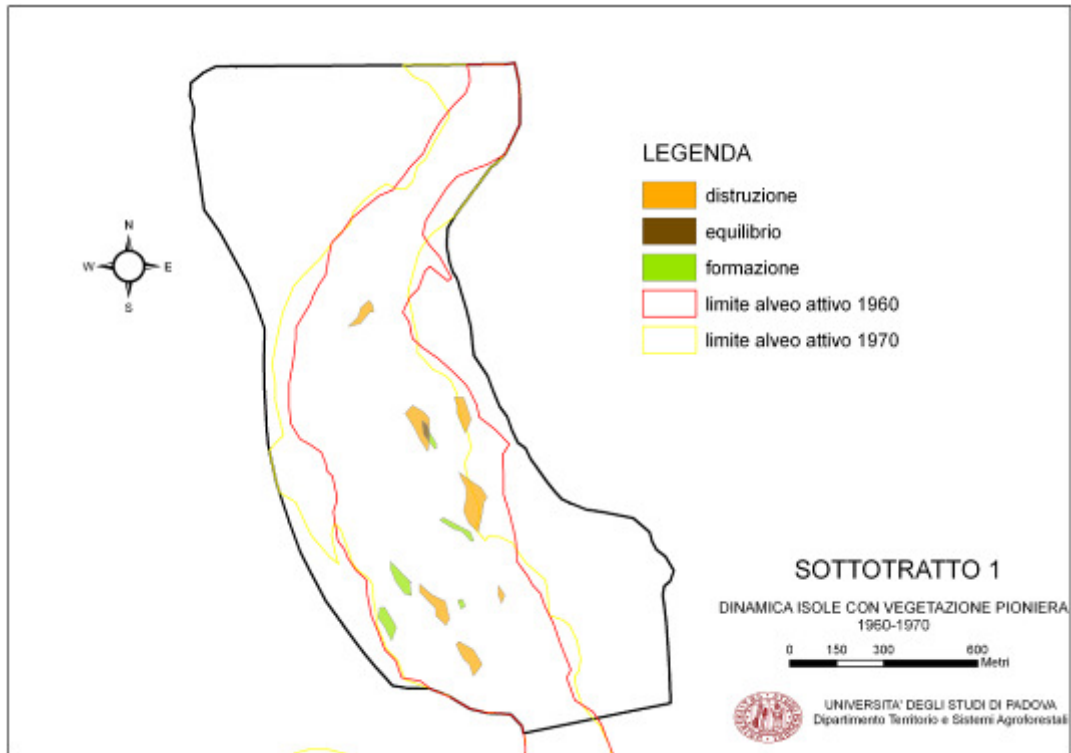 N
W
E
S
LEGENDA
distruzione
equilibrio
formazione
limite alveo attivo 1960
limite alveo attivo 1970
SOTTOTRATTO 1
DINAMICA ISOLE CON VEGETAZIONE PIONIERA
1960-1970
0 150 300 600
Metri
UNIVERSITA' DEGLI STUDI DI PADOVA
Dipartimento Territorio e Sistemi Agroforestali